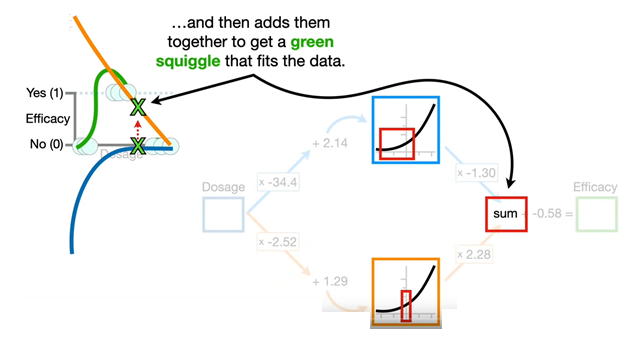 ...and then adds them
together to get a green
squiggle that fits the data.
Yes (1)
Efficacy
No (0)
Dosage
X
X
+ 2.14
x -34.4
x -1.30
Dosage
Efficacy
sum
-0.58 =
x -2.52
x 2.28
+ 1.29